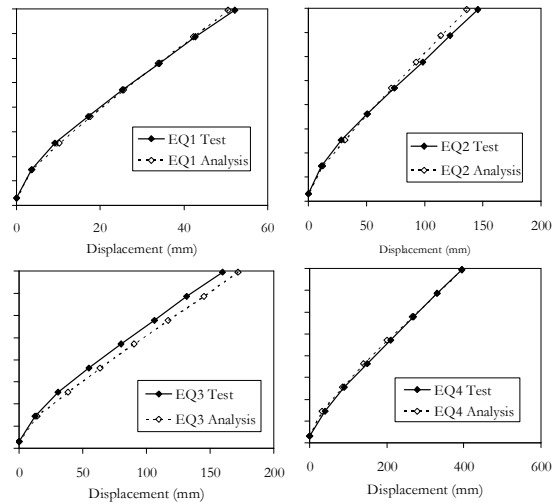 EQ1 Test
EQ1 Analysis
0 20 40 60
Displacement (mm)
EQ2 Test
EQ2 Analysis
0 50 100 150 200
Displacement (mm)
EQ3 Test
EQ3 Analysis
0 50 100 150 200
Displacement (mm)
EQ4 Test
EQ4 Analysis
0 200 400 600
Displacement (mm)